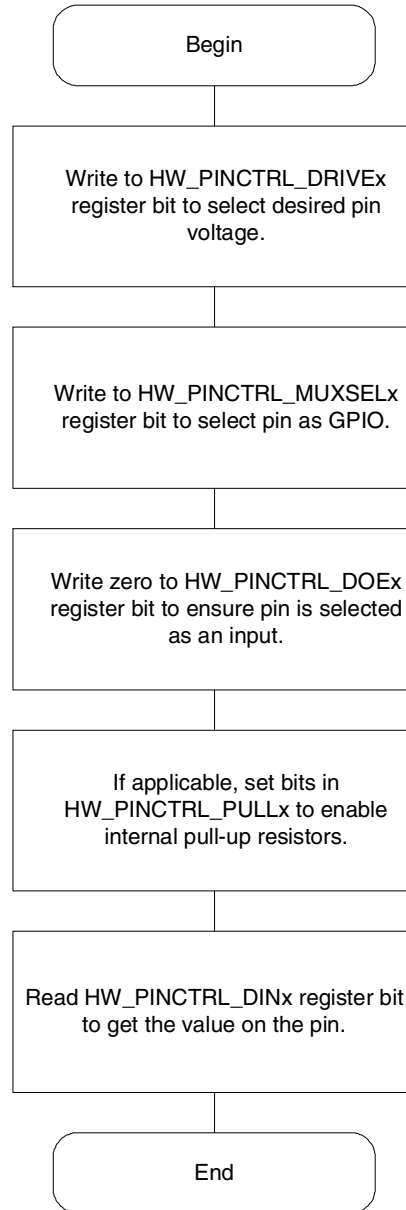 Begin
Write to HW_PINCTRL_DRIVEx
register bit to select desired pin
voltage.
Write to HW_PINCTRL_MUXSELx
register bit to select pin as GPIO.
Write zero to HW_PINCTRL_DOEx
register bit to ensure pin is selected
as an input.
If applicable, set bits in
HW_PINCTRL_PULLx to enable
internal pull-up resistors.
Read HW_PINCTRL_DINx register bit
to get the value on the pin.
End